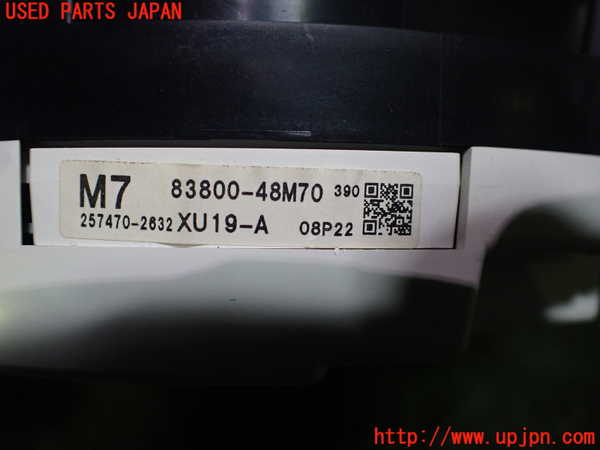 USED PARTS JAPAN
M7 83800-48M70 390
257470-2632 XU19-A 08P22
http://www.upjpn.com/